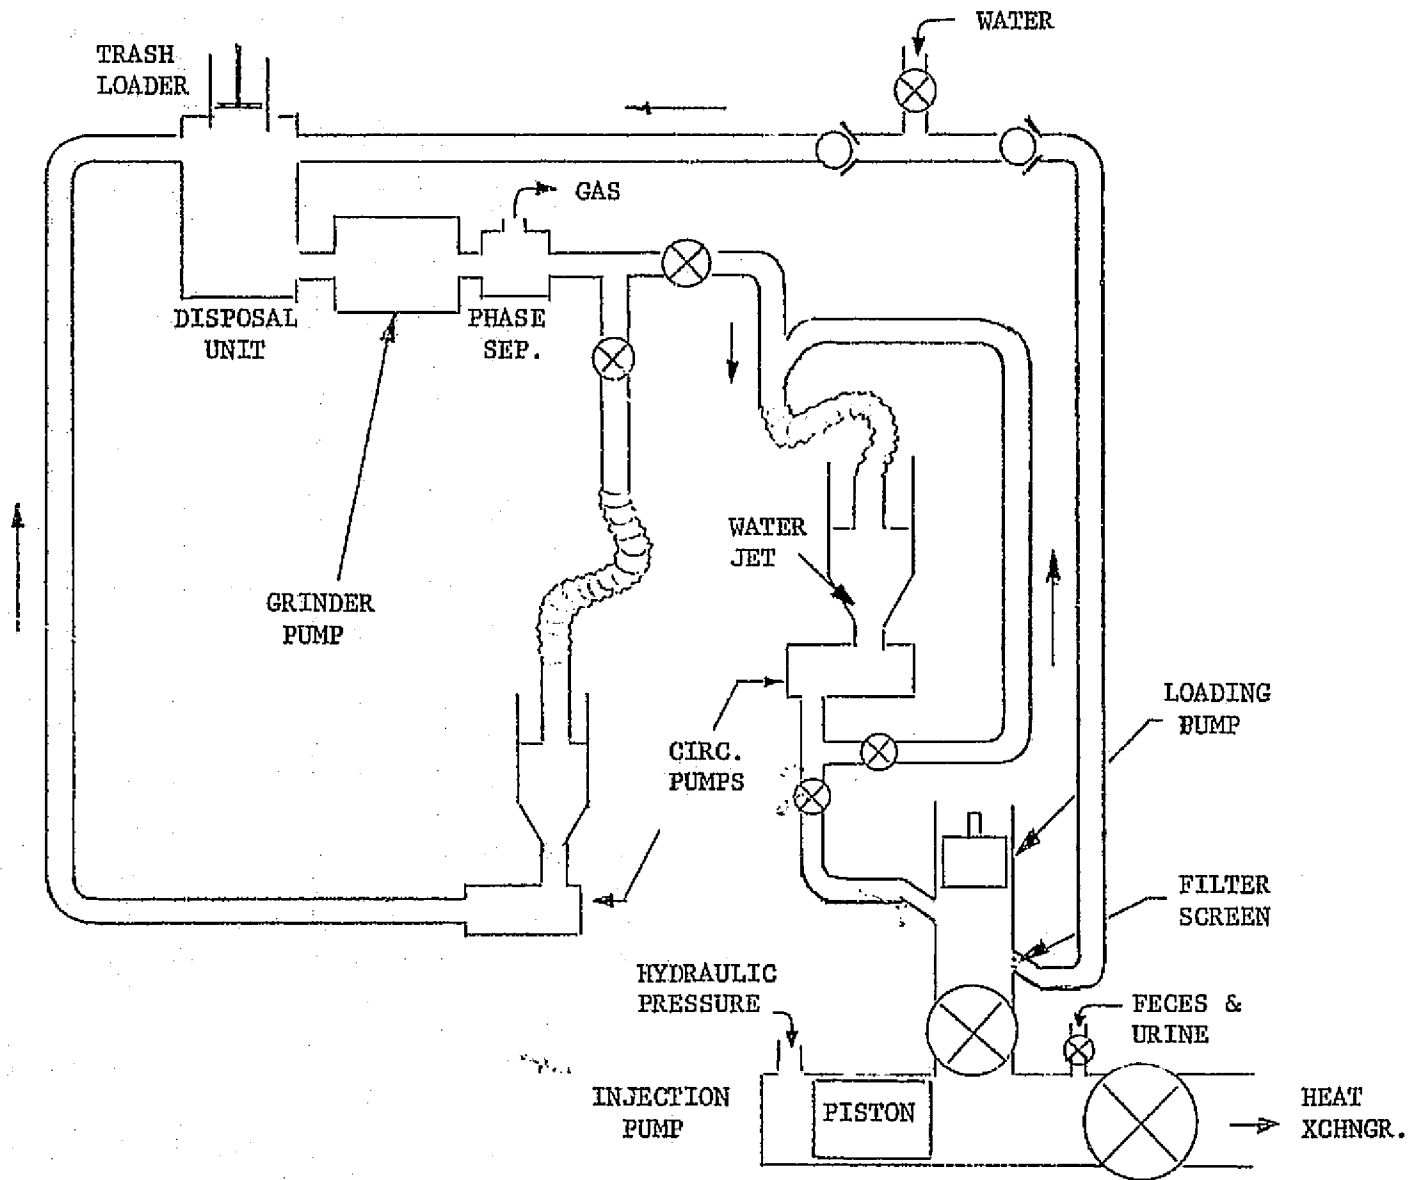 WATER
TRASH
LOADER
GAS
DISPOSAL
UNIT
PHASE
SEP.
WATER
JET
GRINDER
PUMP
LOADING
PUMP
CIRC.
PUMPS
FILTER
SCREEN
HYDRAULIC
PRESSURE
FECES &
URINE
INJECTION
PUMP
PISTON
HEAT
XCHNGR.